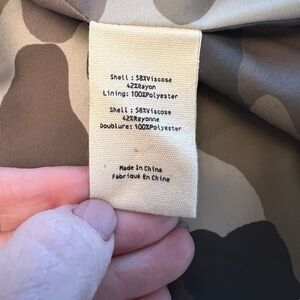 Shell : 58%Viscose
42%Rayon
Lining: 100%Polyester
Shell : 58%Viscose
42%Rayonne
Doublure: 100%Polyester
Made In China
Fabriqué En Chine